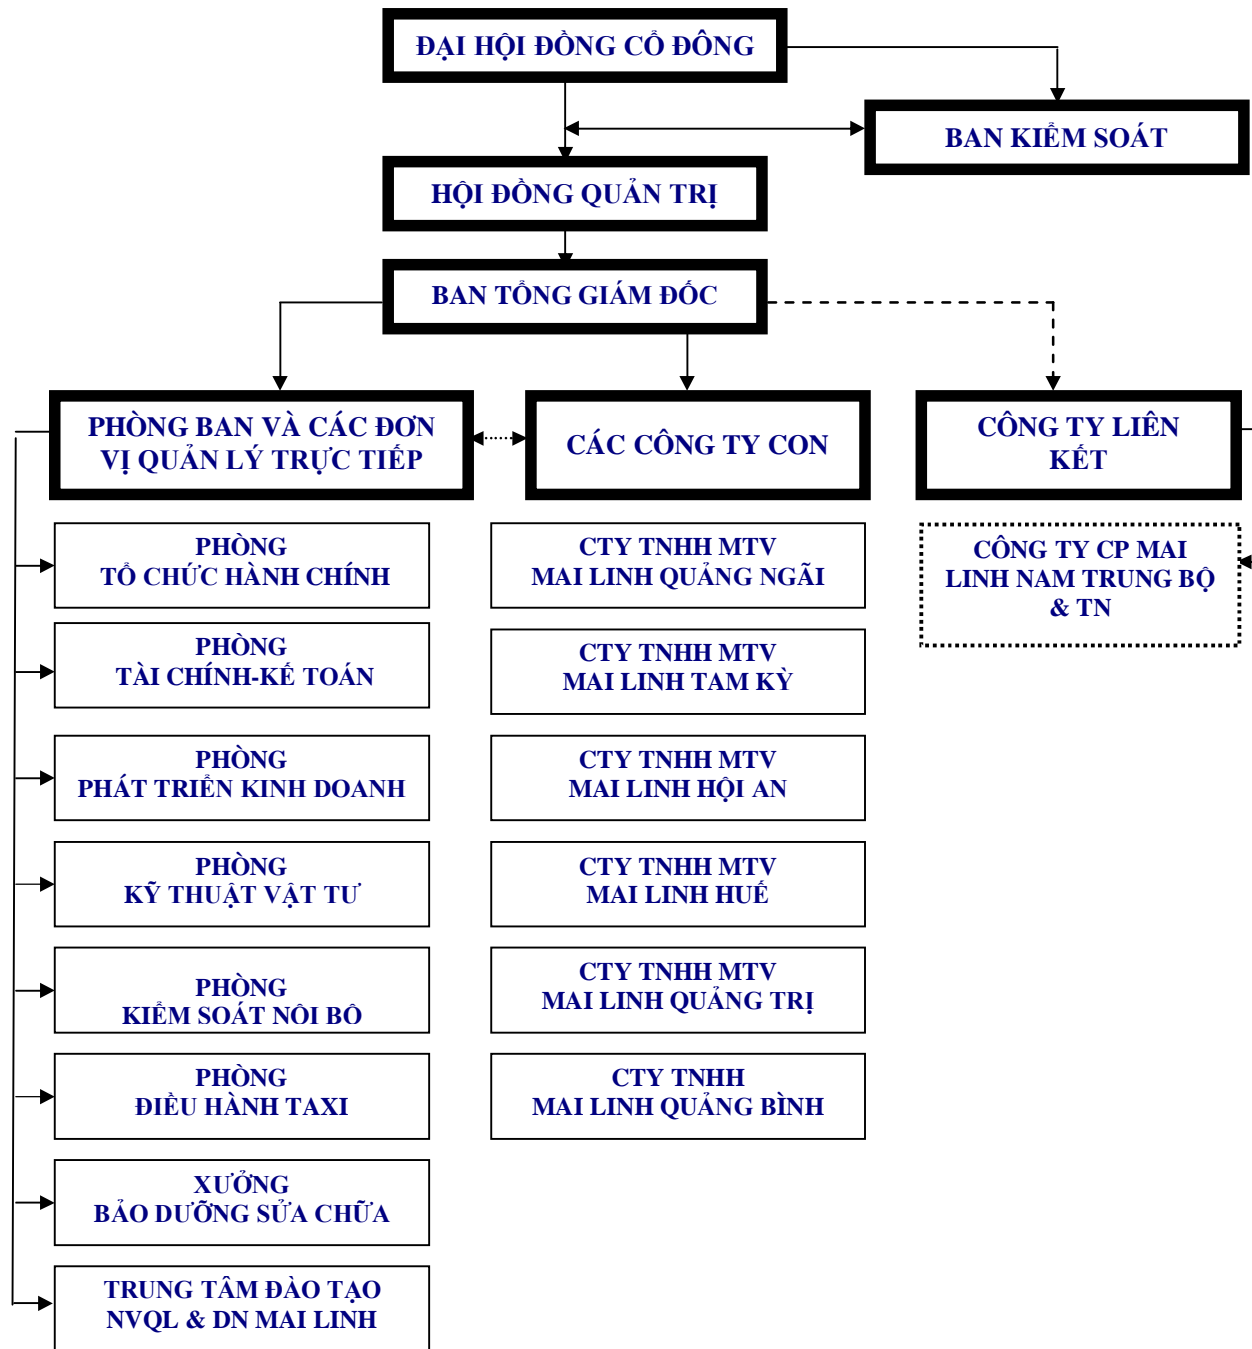 ĐẠI HỘI ĐỒNG CỔ ĐÔNG
BAN KIỂM SOÁT
HỘI ĐỒNG QUẢN TRỊ
BAN TỔNG GIÁM ĐỐC
PHÒNG BAN VÀ CÁC ĐƠN
VỊ QUẢN LÝ TRỰC TIẾP
CÁC CÔNG TY CON
CÔNG TY LIÊN
KẾT
PHÒNG
TỔ CHỨC HÀNH CHÍNH
PHÒNG
TÀI CHÍNH-KẾ TOÁN
PHÒNG
PHÁT TRIỂN KINH DOANH
PHÒNG
KỸ THUẬT VẬT TƯ
PHÒNG
KIỂM SOÁT NÔI BÔ
PHÒNG
ĐIỀU HÀNH TAXI
XƯỞNG
BẢO DƯỠNG SỬA CHỮA
TRUNG TÂM ĐÀO TẠO
NVQL & DN MAI LINH
CTY TNHH MTV
MAI LINH QUẢNG NGÃI
CTY TNHH MTV
MAI LINH TAM KỲ
CTY TNHH MTV
MAI LINH HỘI AN
CTY TNHH MTV
MAI LINH HUẾ
CTY TNHH MTV
MAI LINH QUẢNG TRỊ
CTY TNHH
MAI LINH QUẢNG BÌNH
CÔNG TY CP MAI
LINH NAM TRUNG BỘ
& TN